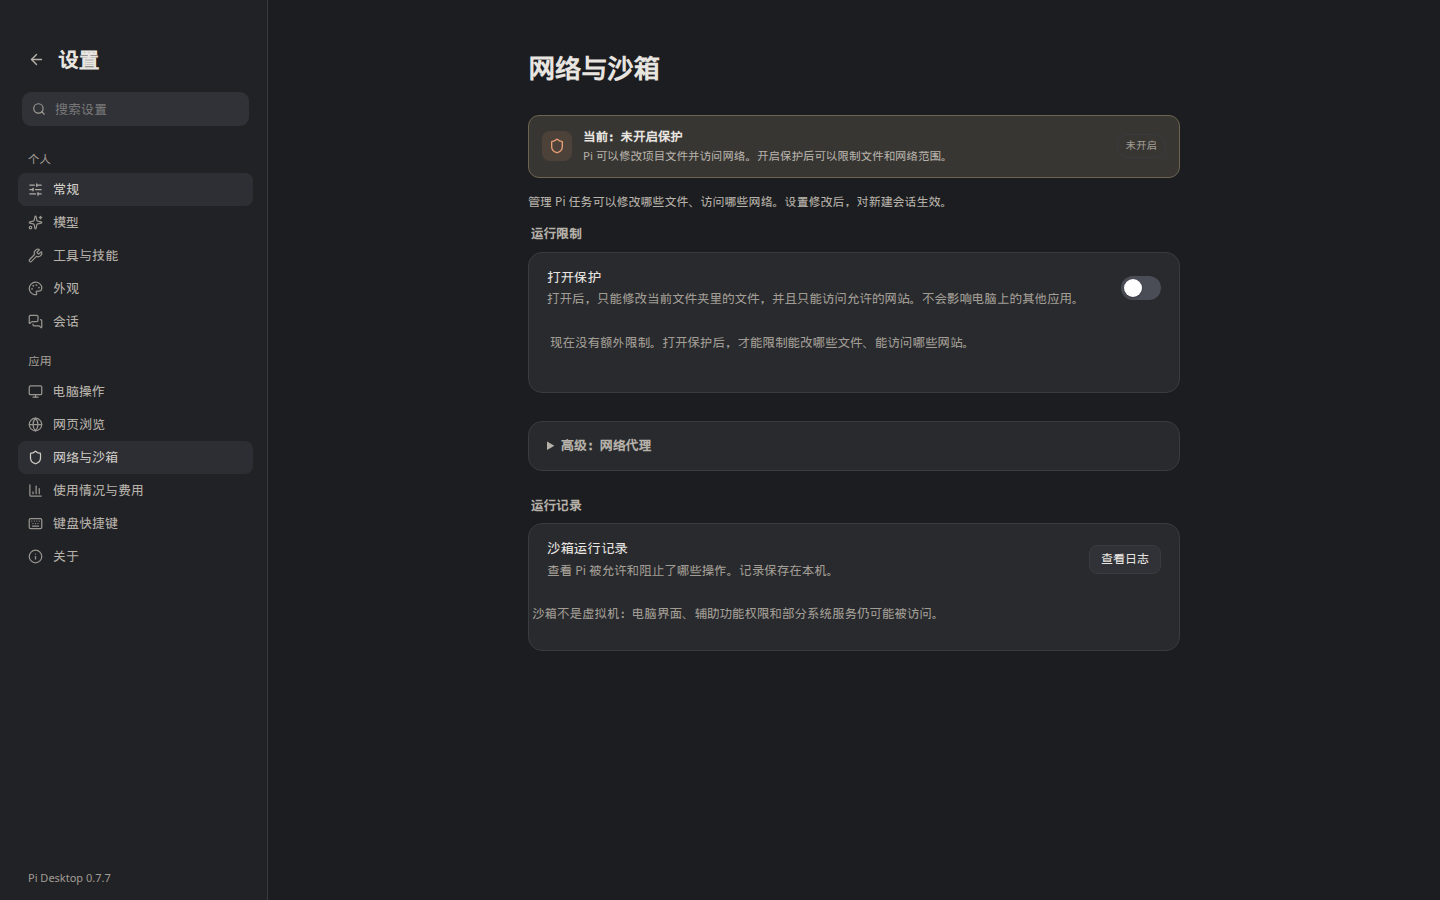 设置
搜索设置
个人
常规
模型
工具与技能
外观
会话
应用
电脑操作
网页浏览
网络与沙箱
使用情况与费用
键盘快捷键
关于
Pi Desktop 0.7.7
网络与沙箱
当前：未开启保护
Pi 可以修改项目文件并访问网络。开启保护后可以限制文件和网络范围。
未开启
管理 Pi 任务可以修改哪些文件、访问哪些网络。设置修改后，对新建会话生效。
运行限制
打开保护
打开后，只能修改当前文件夹里的文件，并且只能访问允许的网站。不会影响电脑上的其他应用。
现在没有额外限制。打开保护后，才能限制能改哪些文件、能访问哪些网站。
高级：网络代理
运行记录
沙箱运行记录
查看 Pi 被允许和阻止了哪些操作。记录保存在本机。
查看日志
沙箱不是虚拟机：电脑界面、辅助功能权限和部分系统服务仍可能被访问。